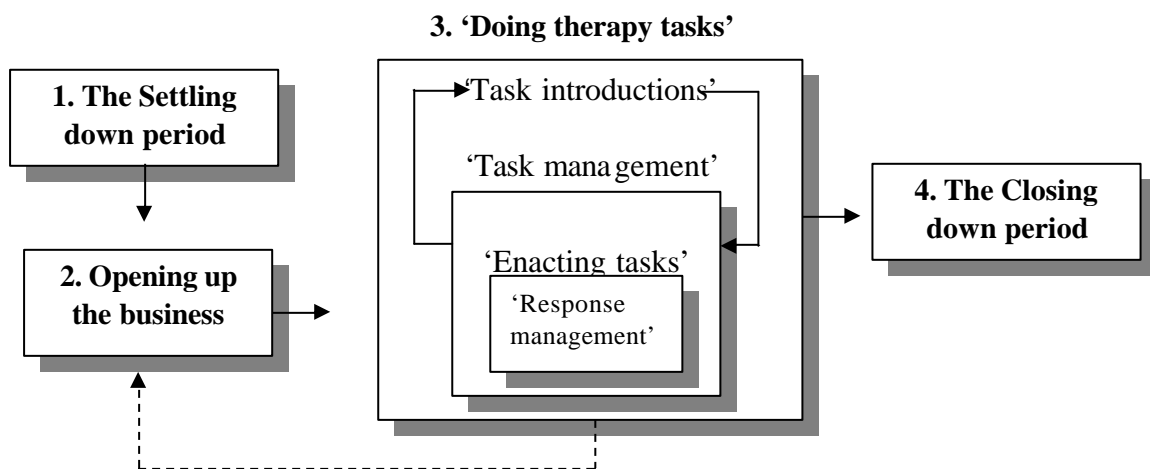 3. ‘Doing therapy tasks’
1. The Settling
down period
2. Opening up
the business
‘Task introductions’
‘Task management’
‘Enacting tasks’
‘Response
management’
4. The Closing
down period